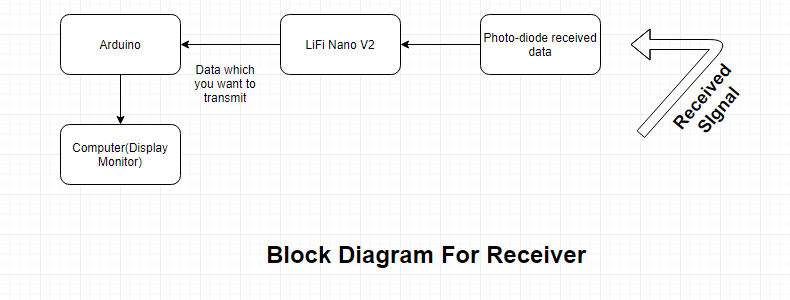 Arduino
LiFi Nano V2
Photo-diode received
data
Data which
you want to
transmit
Received
SIgnal
Computer(Display
Monitor)
Block Diagram For Receiver